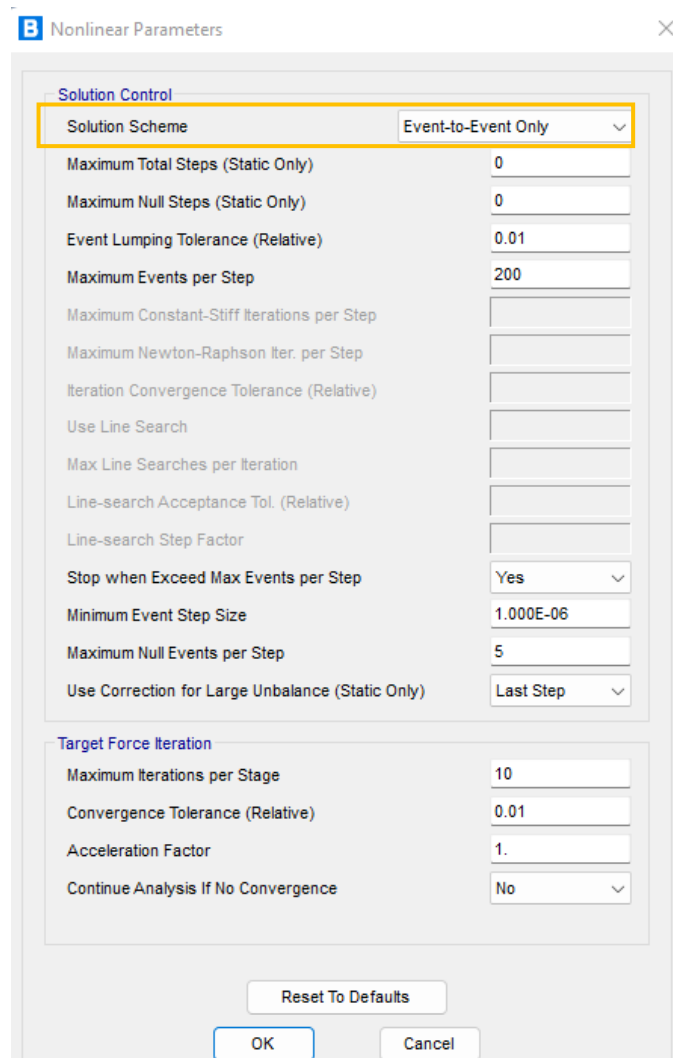 B Nonlinear Parameters
Solution Control
Solution Scheme Event-to-Event Only
Maximum Total Steps (Static Only) 0
Maximum Null Steps (Static Only) 0
Event Lumping Tolerance (Relative) 0.01
Maximum Events per Step 200
Maximum Constant-Stiff Iterations per Step
Maximum Newton-Raphson Iter. per Step
Iteration Convergence Tolerance (Relative)
Use Line Search
Max Line Searches per Iteration
Line-search Acceptance Tol. (Relative)
Line-search Step Factor
Stop when Exceed Max Events per Step Yes
Minimum Event Step Size 1.000E-06
Maximum Null Events per Step 5
Use Correction for Large Unbalance (Static Only) Last Step
Target Force Iteration
Maximum Iterations per Stage 10
Convergence Tolerance (Relative) 0.01
Acceleration Factor 1.
Continue Analysis If No Convergence No
Reset To Defaults
OK Cancel